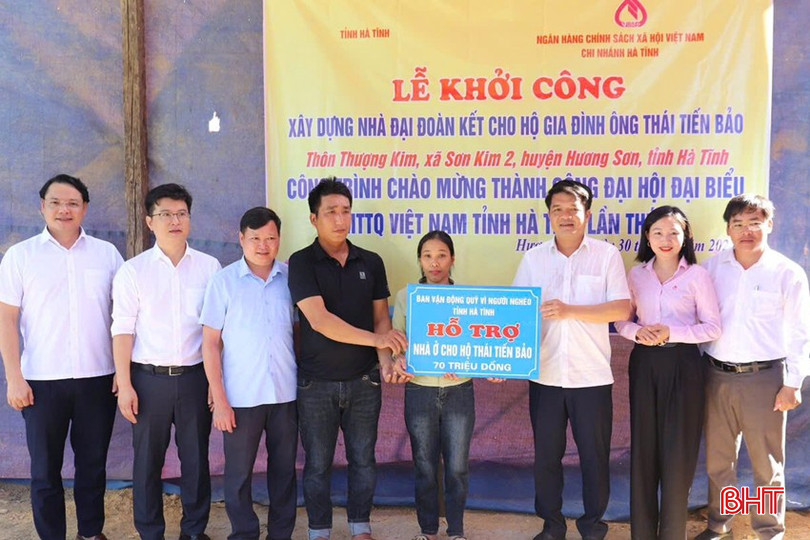 TỈNH HÀ TĨNH
NGÂN HÀNG CHÍNH SÁCH XÃ HỘI VIỆT NAM
CHI NHÁNH HÀ TĨNH
LỄ KHỞI CÔNG
XÂY DỰNG NHÀ ĐẠI ĐOÀN KẾT CHO HỘ GIA ĐÌNH ÔNG THÁI TIẾN BẢO
Thôn Thượng Kim, xã Sơn Kim 2, huyện Hương Sơn, tỉnh Hà Tĩnh
TRÌNH CHÀO MỪNG THÀNH ĐẠI HỘI ĐẠI BIỂU
VIỆT NAM TỈNH HÀ LẦN
30
BAN VẬN ĐỘNG QUỸ VÌ NGƯỜI NGHÈO
TỈNH HÀ TĨNH
HỖ TRỢ
NHÀ Ở CHO HỘ THÁI TIẾN BẢO
70 TRIỆU ĐỒNG
BHT